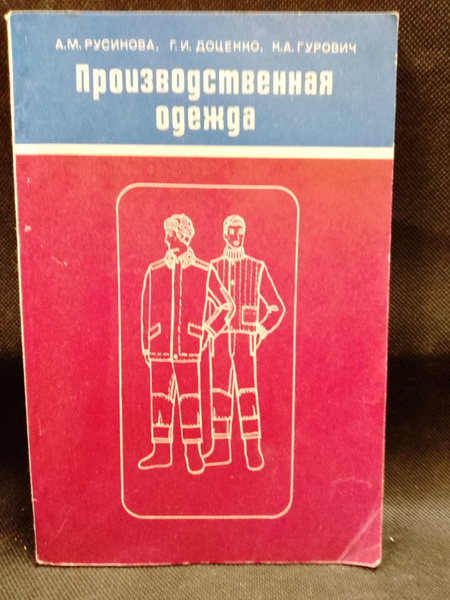 А.М. РУСИНОВА, Г.И. ДОЦЕНКО, К.А. ГУРОВИЧ
Производственная
одежда